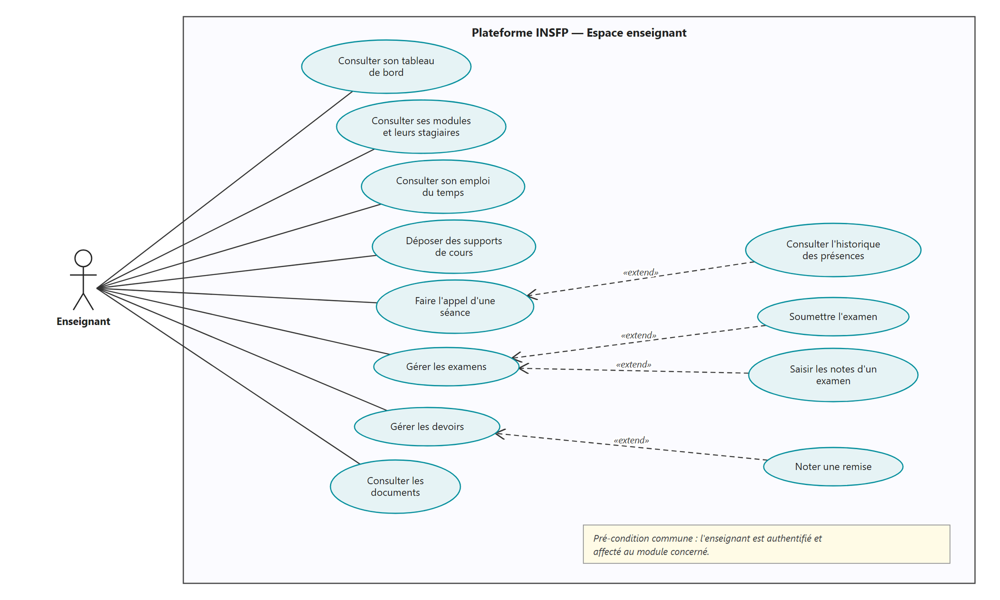 Plateforme INSFP — Espace enseignant
Consulter son tableau
de bord
Consulter ses modules
et leurs stagiaires
Consulter son emploi
du temps
Déposer des supports
de cours
Consulter l'historique
des présences
«extend»
Faire l'appel d'une
séance
Enseignant
Soumettre l'examen
«extend»
Gérer les examens
«extend»
Saisir les notes d'un
examen
Gérer les devoirs
«extend»
Noter une remise
Consulter les
documents
Pré-condition commune : l'enseignant est authentifié et
affecté au module concerné.